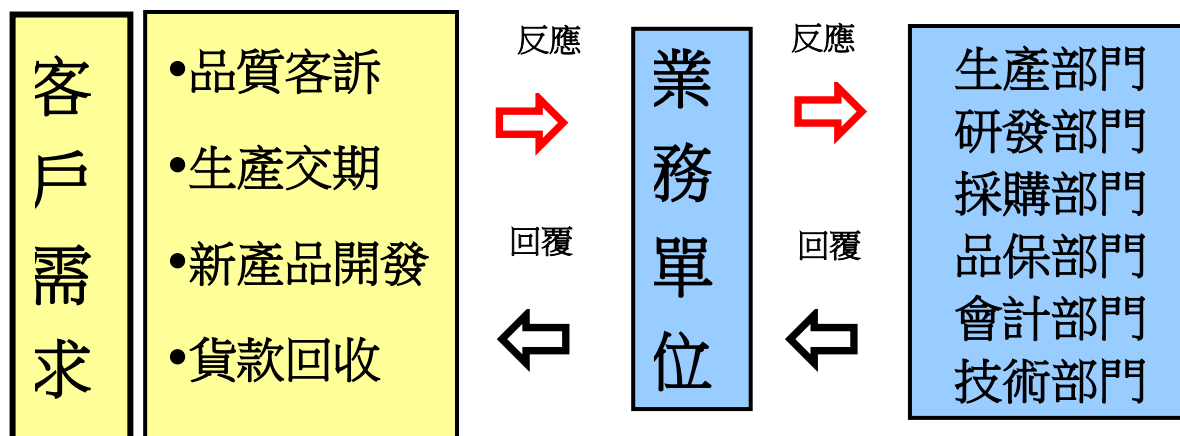 客戶需求
•品質客訴
•生產交期
•新產品開發
•貨款回收
反應
回覆
業務單位
反應
回覆
生產部門
研發部門
採購部門
品保部門
會計部門
技術部門